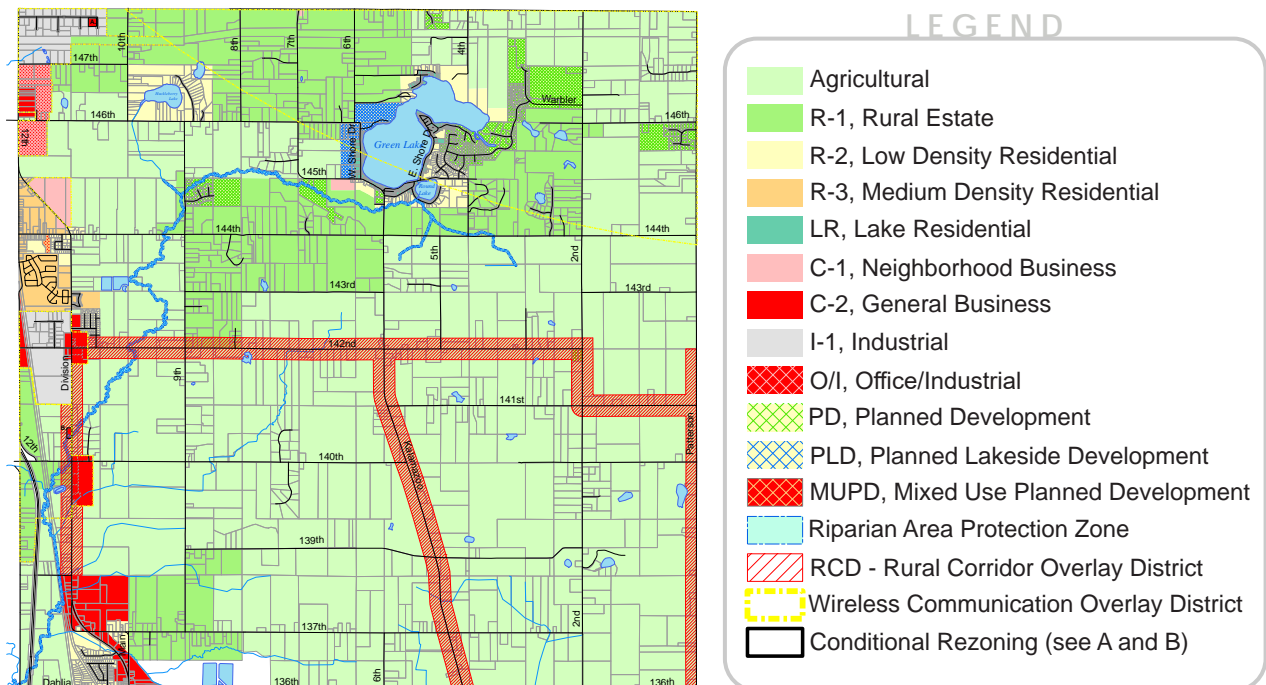 LEGEND
Agricultural
R-1, Rural Estate
R-2, Low Density Residential
R-3, Medium Density Residential
LR, Lake Residential
C-1, Neighborhood Business
C-2, General Business
I-1, Industrial
O/I, Office/Industrial
PD, Planned Development
PLD, Planned Lakeside Development
MUPD, Mixed Use Planned Development
Riparian Area Protection Zone
RCD - Rural Corridor Overlay District
Wireless Communication Overlay District
Conditional Rezoning (see A and B)
A
10th
8th
7th
6th
4th
147th
Warbler
146th
146th
12th
Green Lake
W. Shore Dr
E. Shore Dr
145th
Round
Lake
144th
144th
5th
2nd
143rd
143rd
142nd
Division
9th
141st
12th
B
Kalamazoo
Patterson
140th
139th
2nd
137th
Main
6th
Dahlia
136th
136th